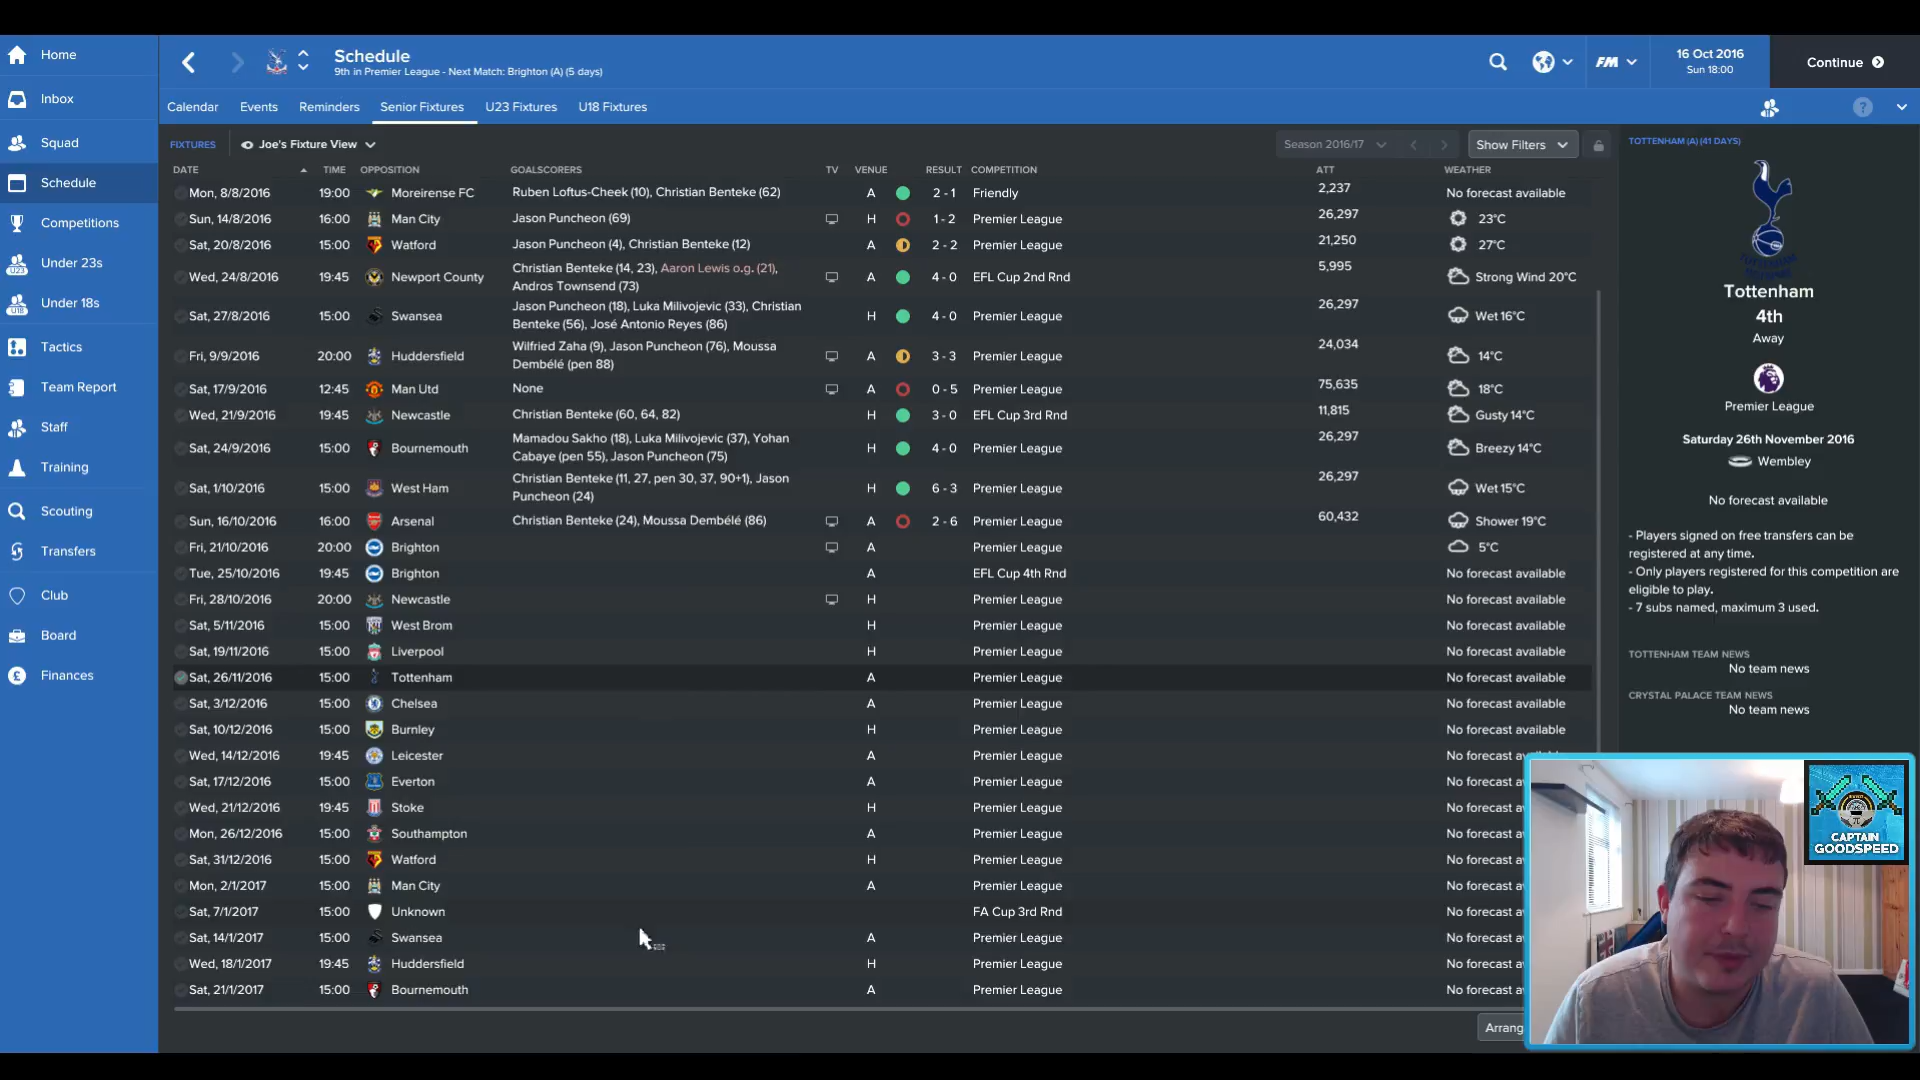 Home
Inbox
Squad
Schedule
Competitions
Under 23s
U23
Under 18s
U18
Tactics
Team Report
Staff
Training
Scouting
Transfers
Club
Board
Finances
Schedule
9th in Premier League - Next Match: Brighton (A) (5 days)
FM
16 Oct 2016
Sun 18:00
Continue
Calendar Events Reminders Senior Fixtures U23 Fixtures U18 Fixtures
?
FIXTURES Joe's Fixture View Season 2016/17 Show Filters
DATE TIME OPPOSITION GOALSCORERS TV VENUE RESULT COMPETITION ATT WEATHER
Mon, 8/8/2016 19:00 Moreirense FC Ruben Loftus-Cheek (10), Christian Benteke (62) A 2 - 1 Friendly 2,237 No forecast available
Sun, 14/8/2016 16:00 Man City Jason Puncheon (69) H 1 - 2 Premier League 26,297 23°C
Sat, 20/8/2016 15:00 Watford Jason Puncheon (4), Christian Benteke (12) A 2 - 2 Premier League 21,250 27°C
Wed, 24/8/2016 19:45 Newport County Christian Benteke (14, 23), Aaron Lewis o.g. (21), A 4 - 0 EFL Cup 2nd Rnd 5,995 Strong Wind 20°C
Andros Townsend (73)
Sat, 27/8/2016 15:00 Swansea Jason Puncheon (18), Luka Milivojevic (33), Christian H 4 - 0 Premier League 26,297 Wet 16°C
Benteke (56), José Antonio Reyes (86)
Fri, 9/9/2016 20:00 Huddersfield Wilfried Zaha (9), Jason Puncheon (76), Moussa A 3 - 3 Premier League 24,034 14°C
Dembélé (pen 88)
Sat, 17/9/2016 12:45 Man Utd None A 0 - 5 Premier League 75,635 18°C
Wed, 21/9/2016 19:45 Newcastle Christian Benteke (60, 64, 82) H 3 - 0 EFL Cup 3rd Rnd 11,815 Gusty 14°C
Sat, 24/9/2016 15:00 Bournemouth Mamadou Sakho (18), Luka Milivojevic (37), Yohan H 4 - 0 Premier League 26,297 Breezy 14°C
Cabaye (pen 55), Jason Puncheon (75)
Sat, 1/10/2016 15:00 West Ham Christian Benteke (11, 27, pen 30, 37, 90+1), Jason H 6 - 3 Premier League 26,297 Wet 15°C
Puncheon (24)
Sun, 16/10/2016 16:00 Arsenal Christian Benteke (24), Moussa Dembélé (86) A 2 - 6 Premier League 60,432 Shower 19°C
Fri, 21/10/2016 20:00 Brighton A Premier League 5°C
Tue, 25/10/2016 19:45 Brighton A EFL Cup 4th Rnd No forecast available
Fri, 28/10/2016 20:00 Newcastle H Premier League No forecast available
Sat, 5/11/2016 15:00 West Brom H Premier League No forecast available
Sat, 19/11/2016 15:00 Liverpool H Premier League No forecast available
Sat, 26/11/2016 15:00 Tottenham A Premier League No forecast available
Sat, 3/12/2016 15:00 Chelsea A Premier League No forecast available
Sat, 10/12/2016 15:00 Burnley H Premier League No forecast available
Wed, 14/12/2016 19:45 Leicester A Premier League No forecast available
Sat, 17/12/2016 15:00 Everton A Premier League No forecast a
Wed, 21/12/2016 19:45 Stoke H Premier League No forecast a
Mon, 26/12/2016 15:00 Southampton A Premier League No forecast a
Sat, 31/12/2016 15:00 Watford H Premier League No forecast a
Mon, 2/1/2017 15:00 Man City A Premier League No forecast a
Sat, 7/1/2017 15:00 Unknown FA Cup 3rd Rnd No forecast a
Sat, 14/1/2017 15:00 Swansea A Premier League No forecast a
Wed, 18/1/2017 19:45 Huddersfield H Premier League No forecast a
Sat, 21/1/2017 15:00 Bournemouth A Premier League No forecast a
Arrang
TOTTENHAM (A) (41 DAYS)
Tottenham
4th
Away
Premier League
Saturday 26th November 2016
Wembley
No forecast available
- Players signed on free transfers can be
registered at any time.
- Only players registered for this competition are
eligible to play.
- 7 subs named, maximum 3 used.
TOTTENHAM TEAM NEWS
No team news
CRYSTAL PALACE TEAM NEWS
No team news
CAPTAIN
GOODSPEED